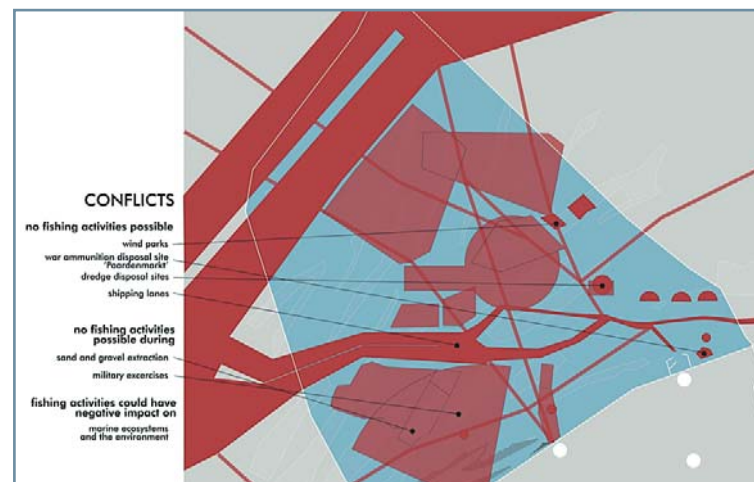 CONFLICTS
no fishing activities possible
wind parks
war ammunition disposal site
'Paardenmarkt'
dredge disposal sites
shipping lanes
no fishing activities
possible during
sand and gravel extraction
military excercises
fishing activities could have
negative impact on
marine ecosystems
and the environment